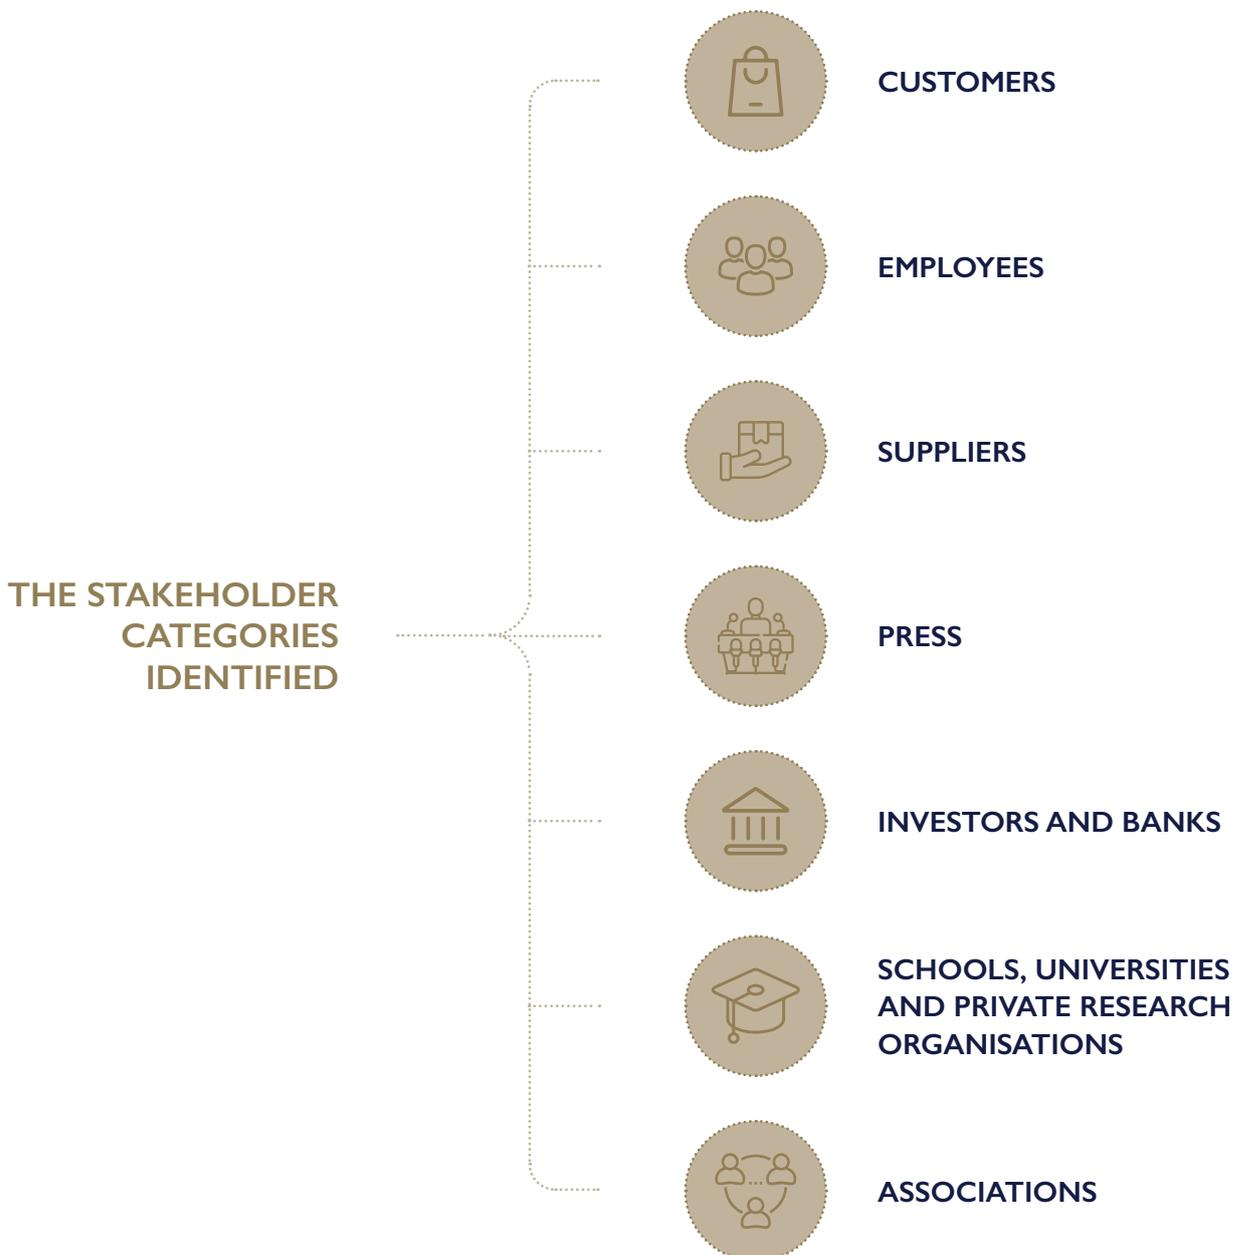 THE STAKEHOLDER
CATEGORIES
IDENTIFIED
CUSTOMERS
EMPLOYEES
SUPPLIERS
PRESS
INVESTORS AND BANKS
SCHOOLS, UNIVERSITIES
AND PRIVATE RESEARCH
ORGANISATIONS
ASSOCIATIONS